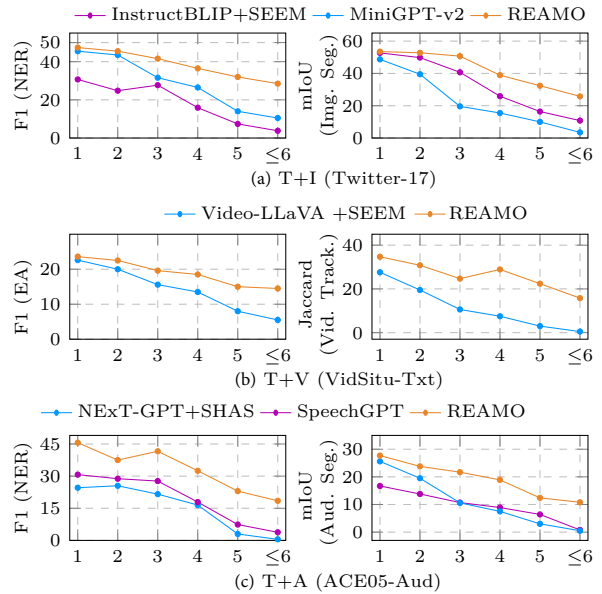 InstructBLIP+SEEM MiniGPT-v2 REAMO
F1 (NER)
50
40
20
0
1 2 3 4 5 ≤6
mIoU
(Img. Seg.)
60
40
20
0
1 2 3 4 5 ≤6
(a) T+I (Twitter-17)
Video-LLaVA +SEEM REAMO
F1 (EA)
20
10
0
1 2 3 4 5 ≤6
Jaccard
(Vid. Track.)
40
20
0
1 2 3 4 5 ≤6
(b) T+V (VidSitu-Txt)
NExT-GPT+SHAS SpeechGPT REAMO
F1 (NER)
45
30
15
0
1 2 3 4 5 ≤6
mIoU
(Aud. Seg.)
30
20
10
0
1 2 3 4 5 ≤6
(c) T+A (ACE05-Aud)